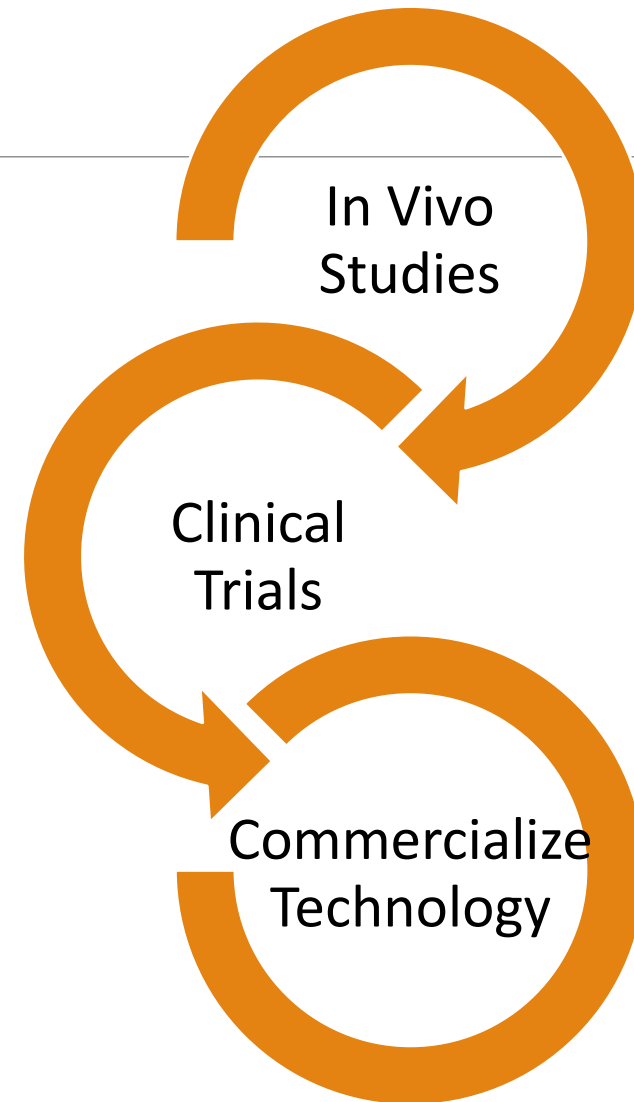 In Vivo
Studies
Clinical
Trials
Commercialize
Technology